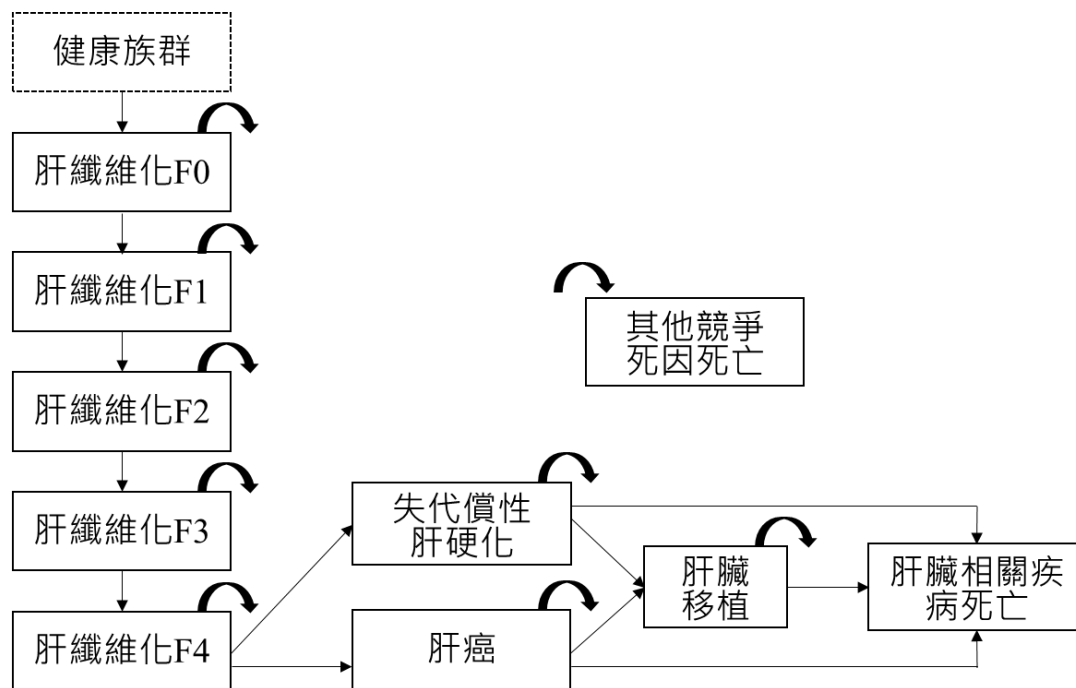 健康族群
肝纖維化F0
肝纖維化F1
肝纖維化F2
肝纖維化F3
肝纖維化F4
其他競爭
死因死亡
失代償性
肝硬化
肝癌
肝臟
移植
肝臟相關疾
病死亡